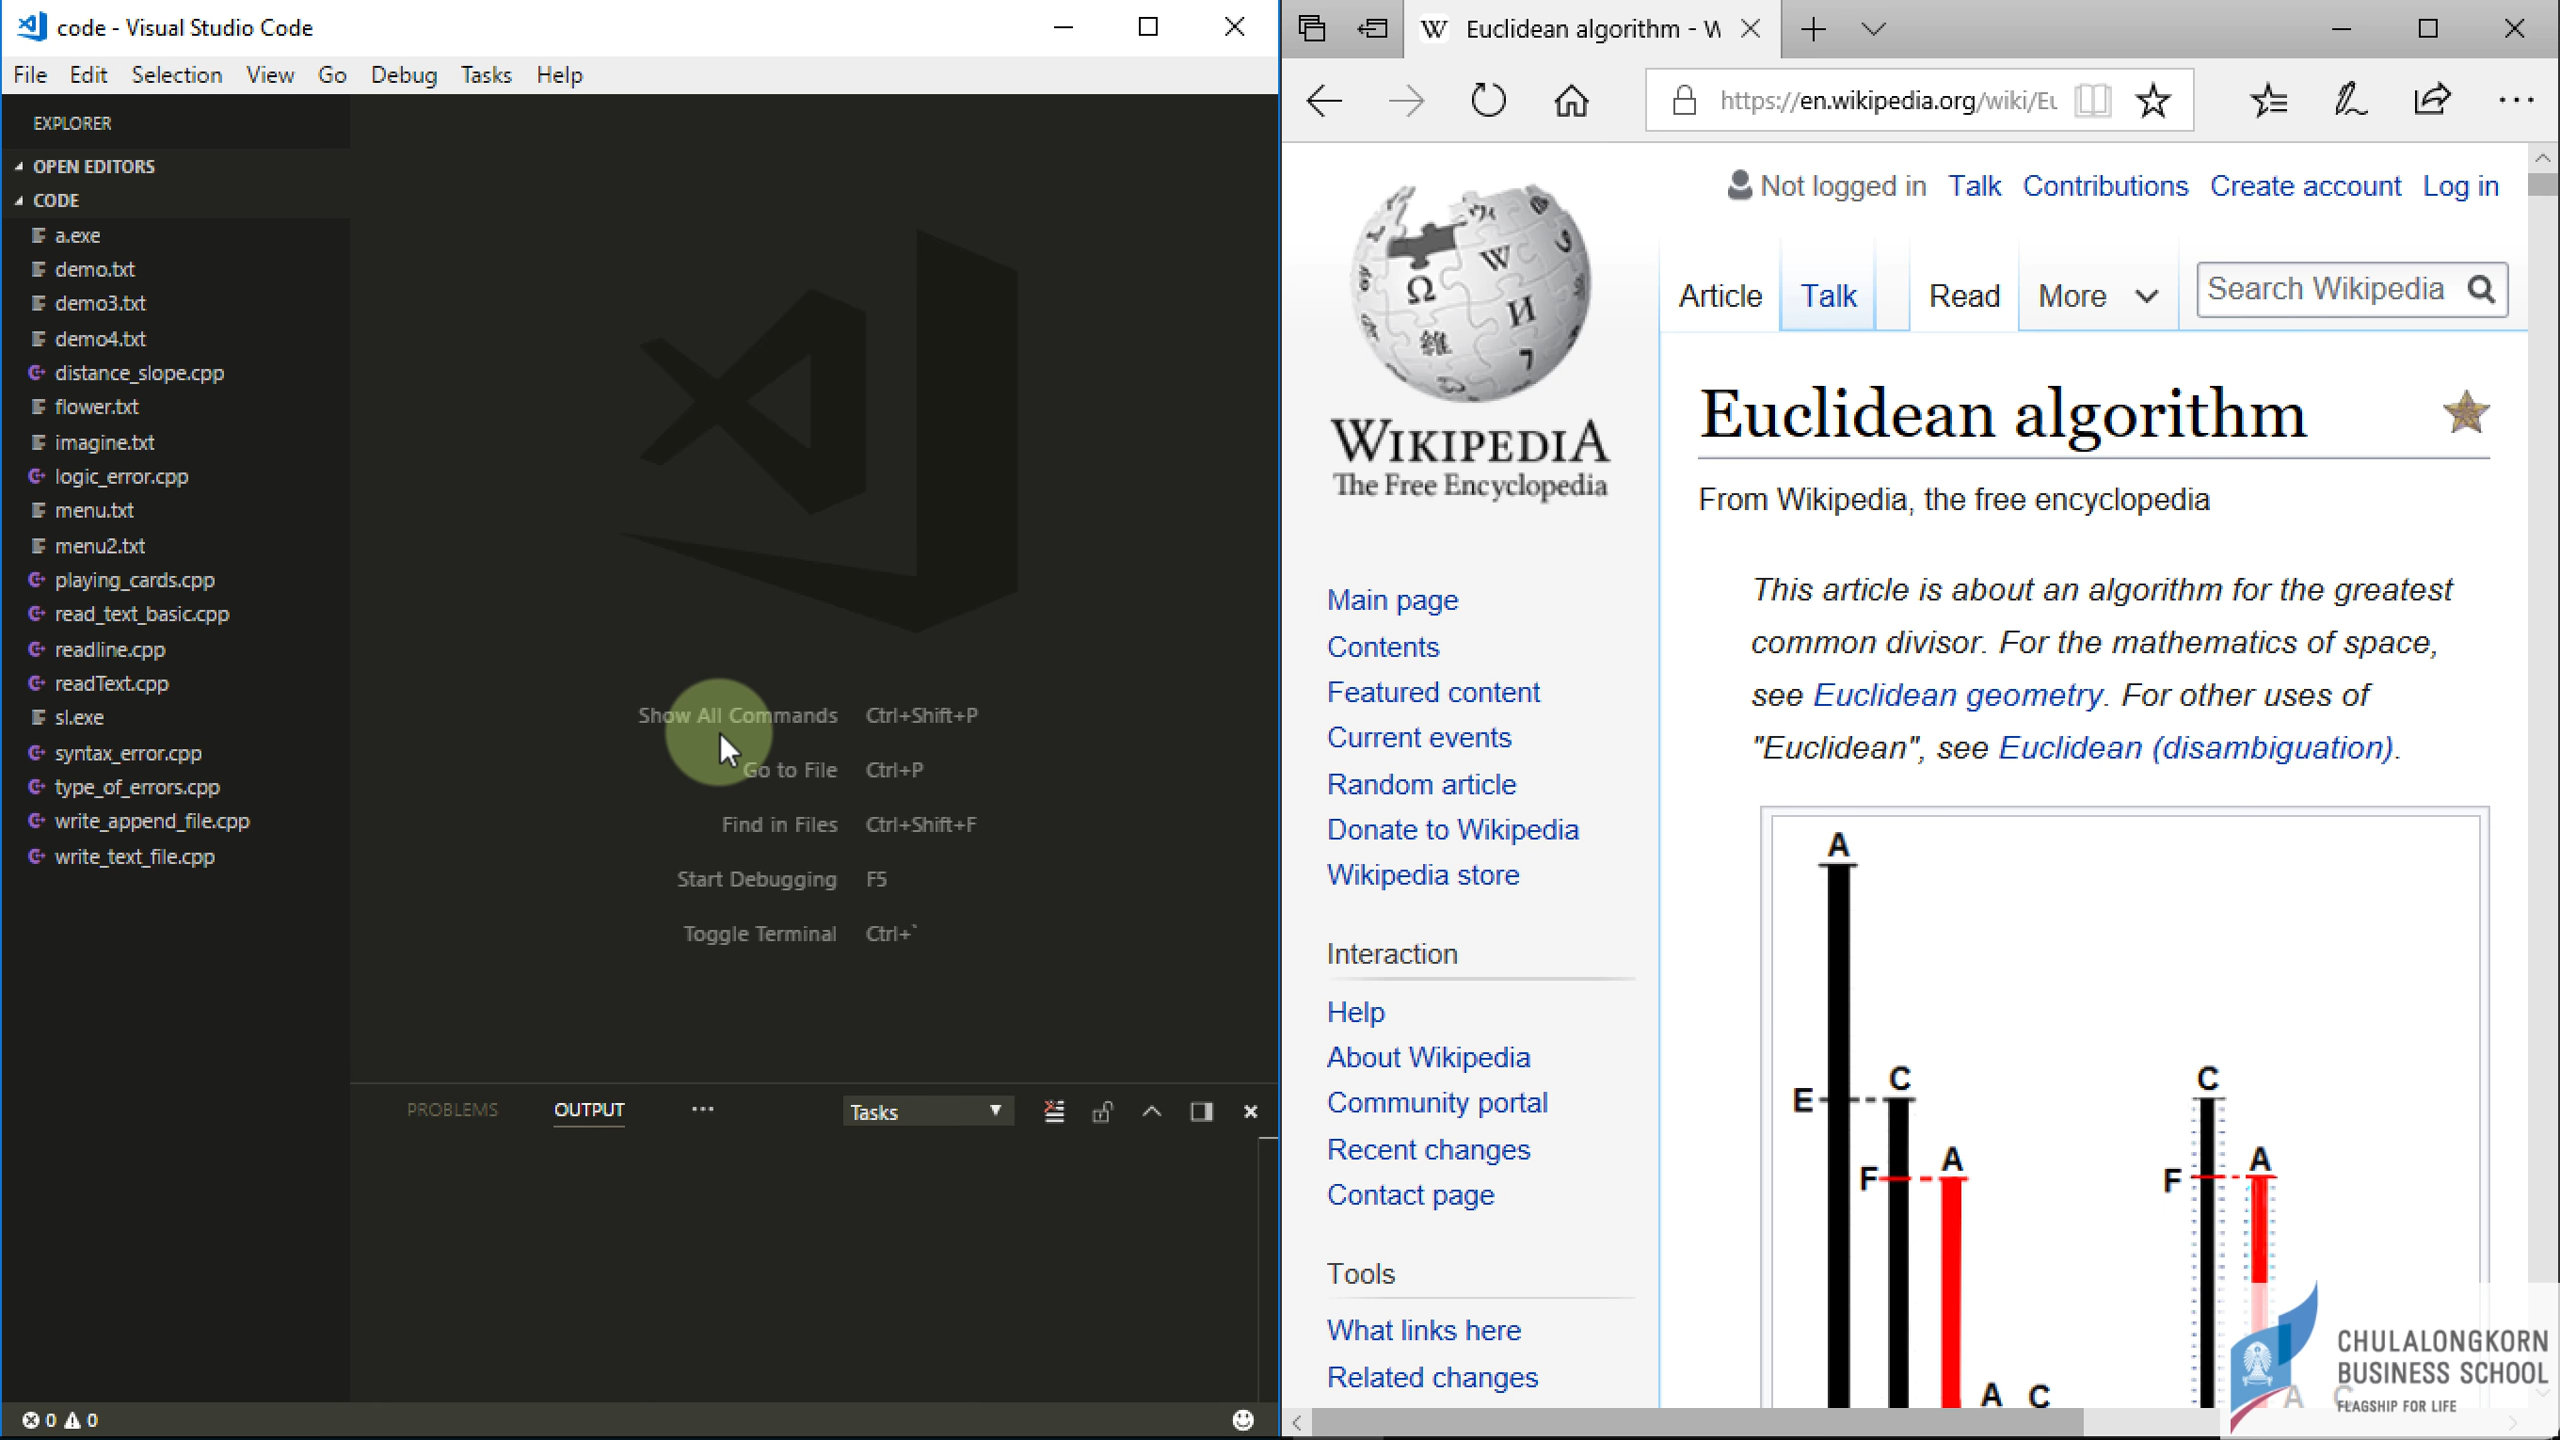 code - Visual Studio Code
File Edit Selection View Go Debug Tasks Help
EXPLORER
OPEN EDITORS
CODE
a.exe
demo.txt
demo3.txt
demo4.txt
distance_slope.cpp
flower.txt
imagine.txt
logic_error.cpp
menu.txt
menu2.txt
playing_cards.cpp
read_text_basic.cpp
readline.cpp
readText.cpp
sl.exe
syntax_error.cpp
type_of_errors.cpp
write_append_file.cpp
write_text_file.cpp
Show All Commands Ctrl+Shift+P
Go to File Ctrl+P
Find in Files Ctrl+Shift+F
Start Debugging F5
Toggle Terminal Ctrl+`
PROBLEMS OUTPUT ... Tasks
0 0
W Euclidean algorithm - W
https://en.wikipedia.org/wiki/Eu
Not logged in Talk Contributions Create account Log in
Article Talk Read More Search Wikipedia
WIKIPEDIA
The Free Encyclopedia
Main page
Contents
Featured content
Current events
Random article
Donate to Wikipedia
Wikipedia store
Interaction
Help
About Wikipedia
Community portal
Recent changes
Contact page
Tools
What links here
Related changes
Euclidean algorithm
From Wikipedia, the free encyclopedia
This article is about an algorithm for the greatest
common divisor. For the mathematics of space,
see Euclidean geometry. For other uses of
"Euclidean", see Euclidean (disambiguation).
A
E C C
F A F A
A C A C
CHULALONGKORN
BUSINESS SCHOOL
FLAGSHIP FOR LIFE